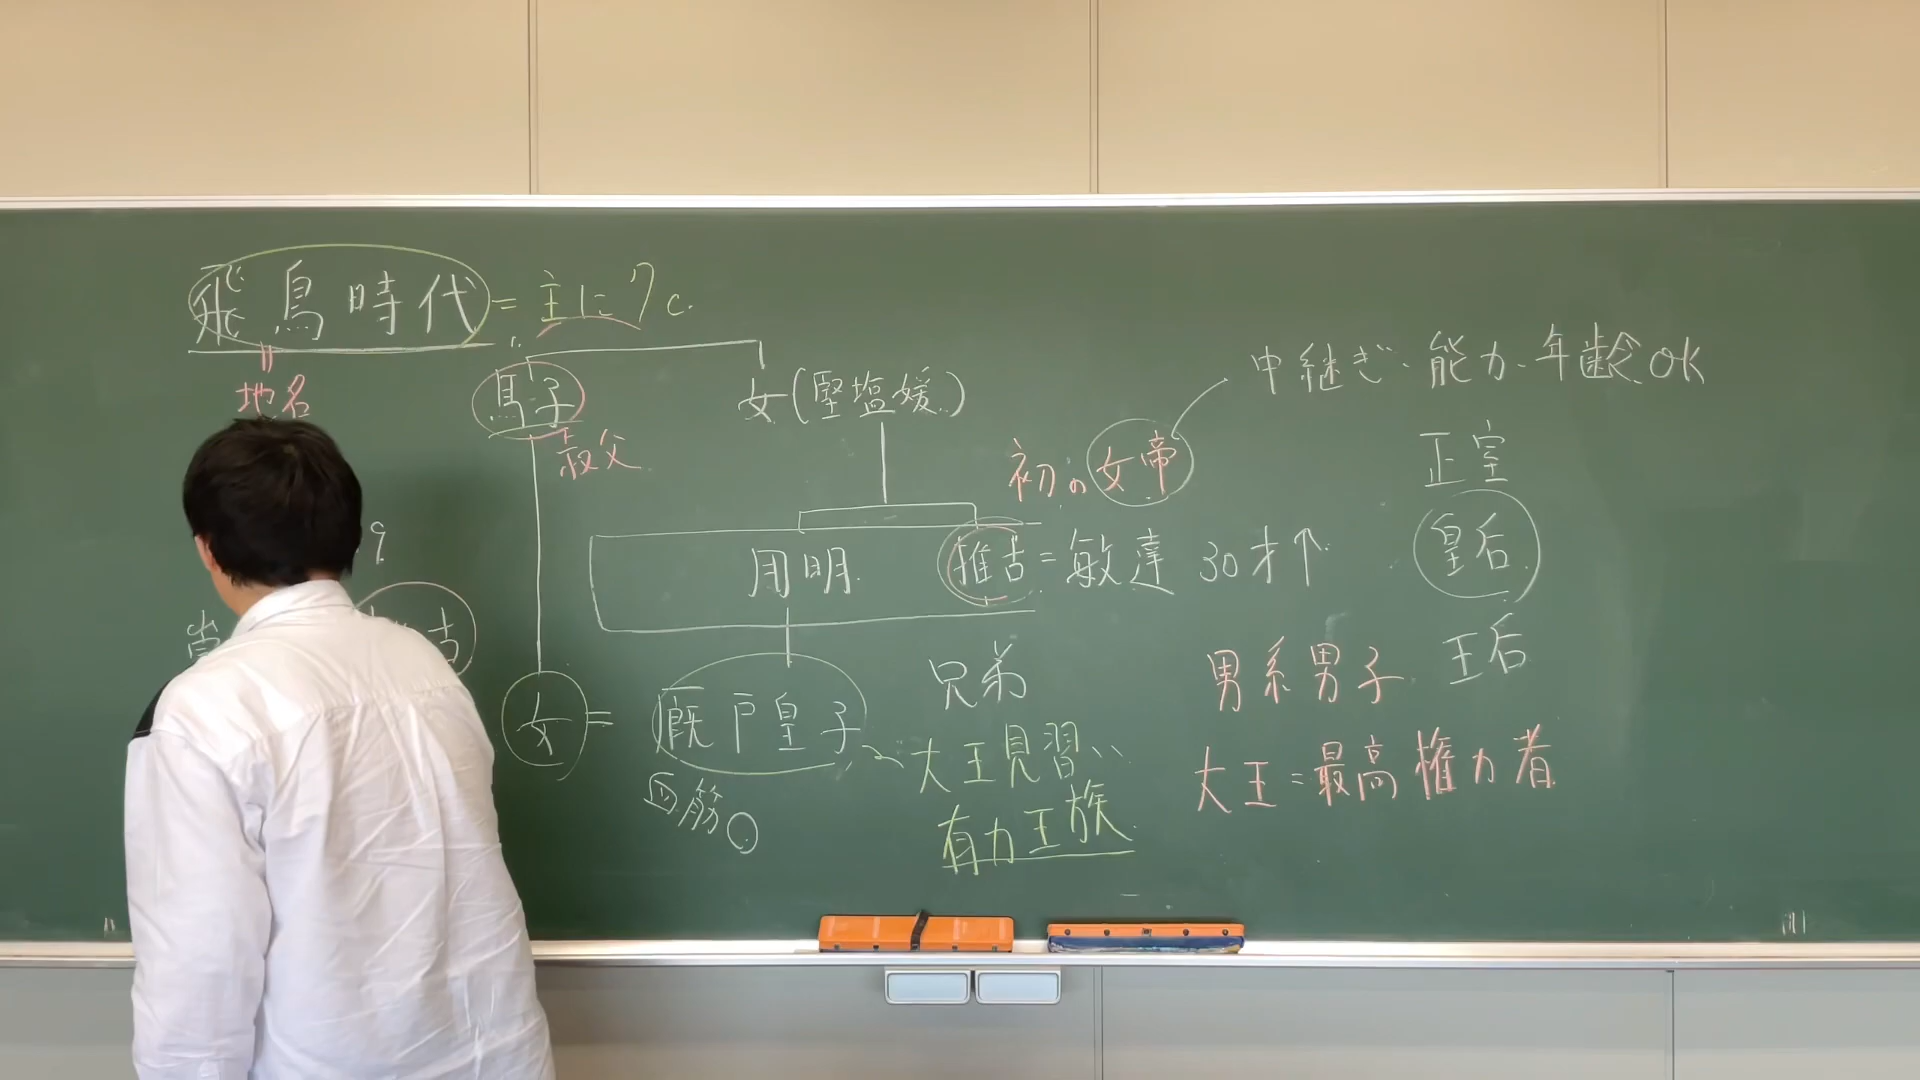 飛鳥時代=主に7c.
地名
馬子
女(堅塩媛)
叔父
中継ぎ・能力・年齢OK
初の女帝
正室
皇后
王后
用明
推古=敏達 30才↑
女=厩戸皇子
血筋○
兄弟
大王見習い
有力王族
男系男子
大王=最高権力者